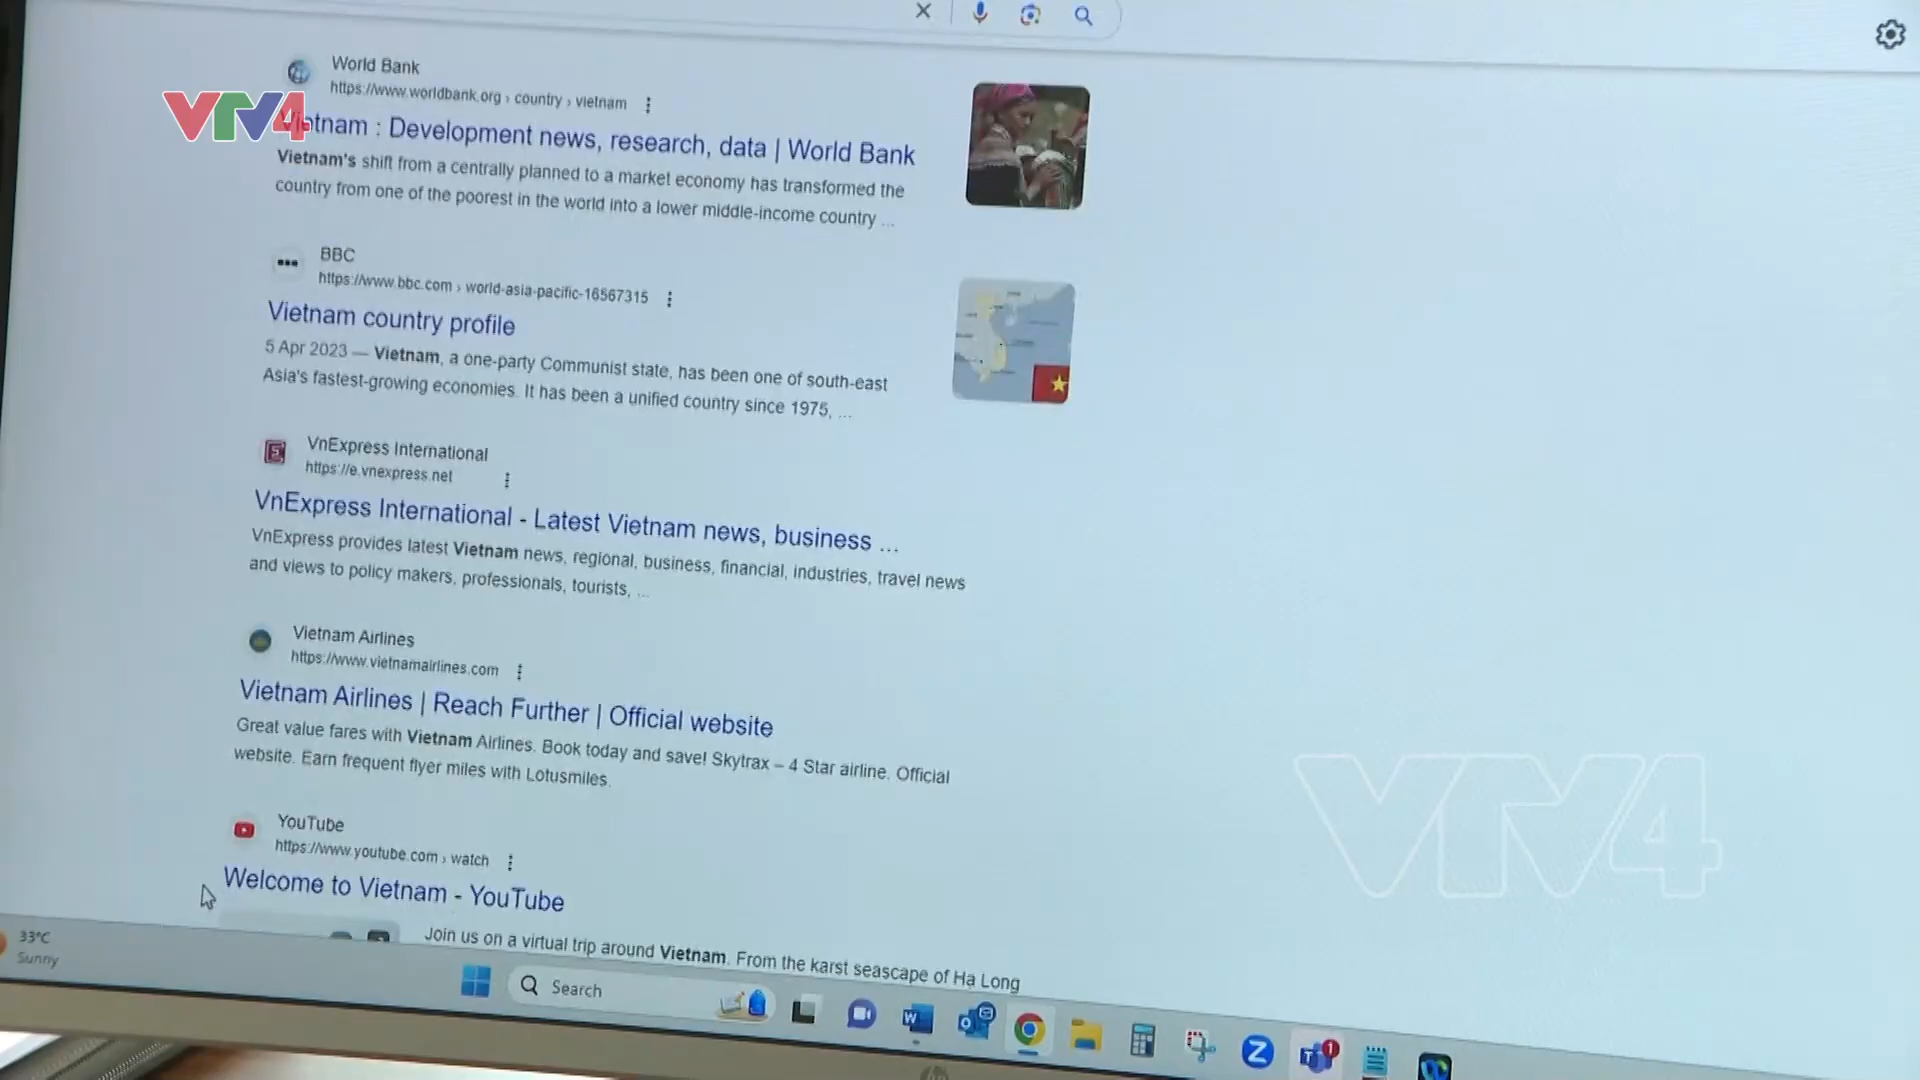 World Bank
https://www.worldbank.org › country › vietnam
VTV4
Vietnam : Development news, research, data | World Bank
Vietnam's shift from a centrally planned to a market economy has transformed the
country from one of the poorest in the world into a lower middle-income country ...
BBC
https://www.bbc.com › world-asia-pacific-16567315
Vietnam country profile
5 Apr 2023 — Vietnam, a one-party Communist state, has been one of south-east
Asia's fastest-growing economies. It has been a unified country since 1975, ...
VnExpress International
https://e.vnexpress.net
VnExpress International - Latest Vietnam news, business ...
VnExpress provides latest Vietnam news, regional, business, financial, industries, travel news
and views to policy makers, professionals, tourists, ...
Vietnam Airlines
https://www.vietnamairlines.com
Vietnam Airlines | Reach Further | Official website
Great value fares with Vietnam Airlines. Book today and save! Skytrax – 4 Star airline. Official
website. Earn frequent flyer miles with Lotusmiles.
VTV4
YouTube
https://www.youtube.com › watch
Welcome to Vietnam - YouTube
Join us on a virtual trip around Vietnam. From the karst seascape of Hạ Long
33°C
Sunny
Search